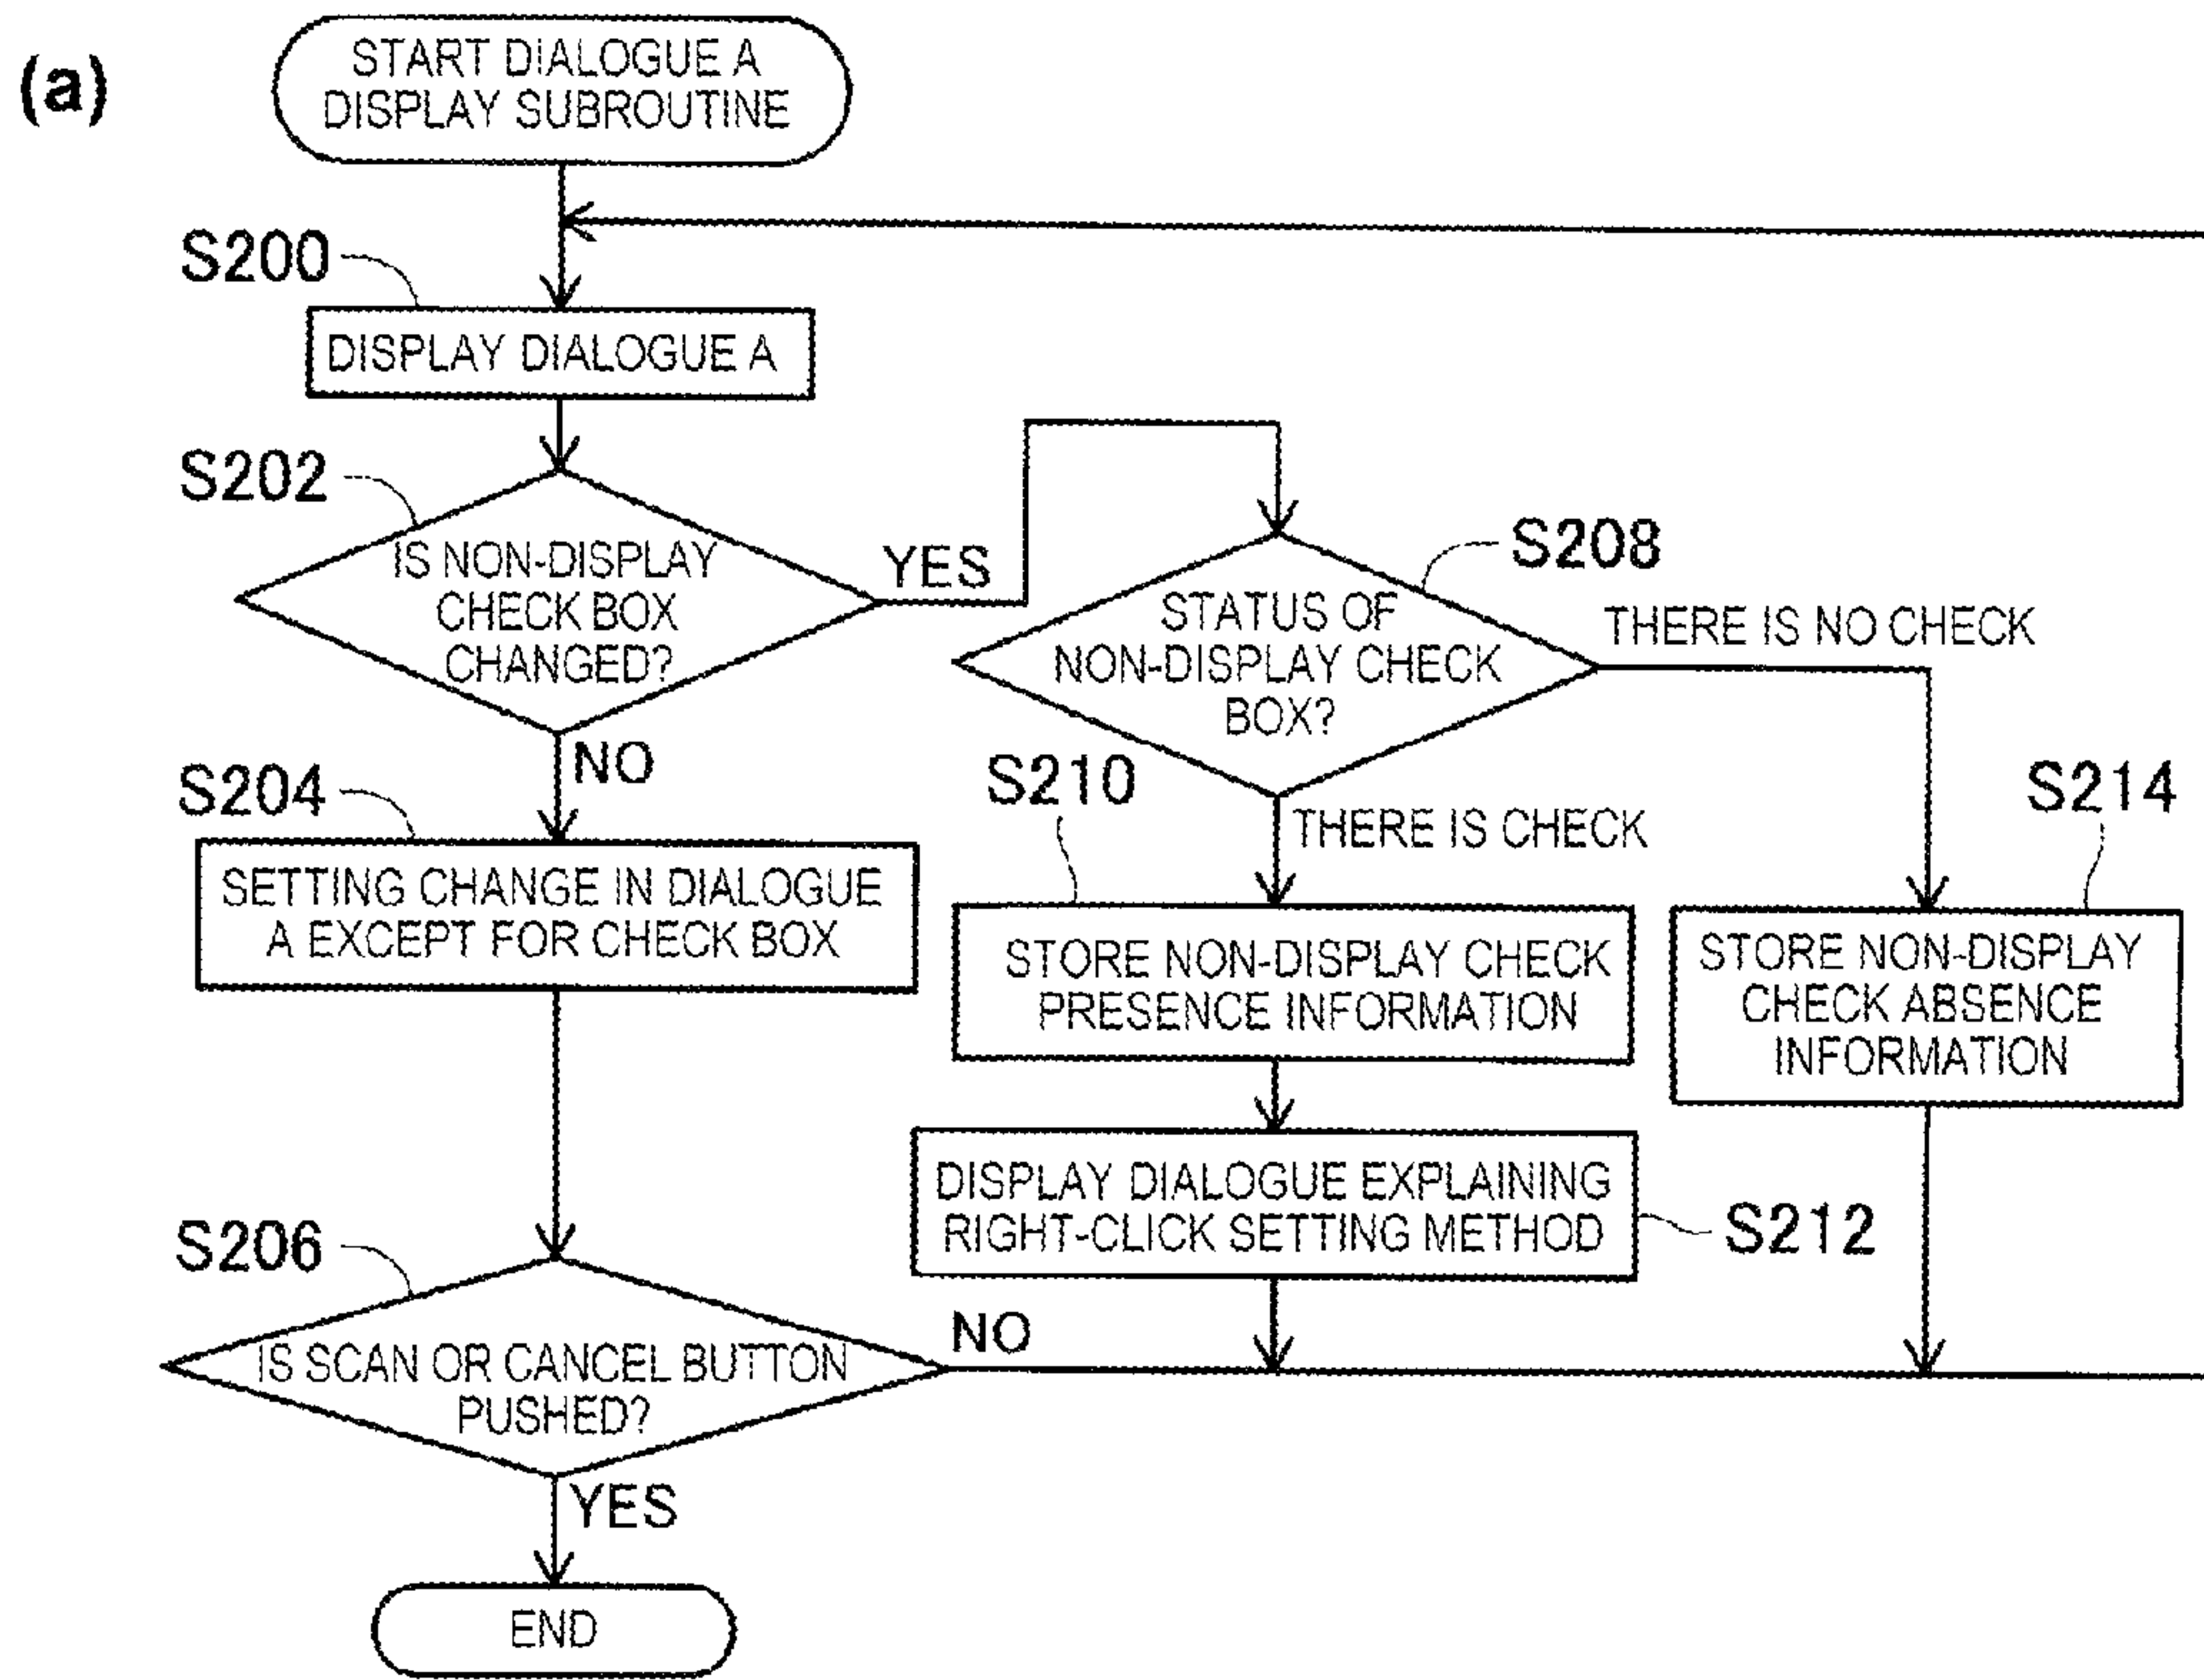 (a)
START DIALOGUE A
DISPLAY SUBROUTINE
S200
DISPLAY DIALOGUE A
S202
IS NON-DISPLAY
CHECK BOX
CHANGED?
YES
NO
S208
STATUS OF
NON-DISPLAY CHECK
BOX?
THERE IS NO CHECK
THERE IS CHECK
S204
SETTING CHANGE IN DIALOGUE
A EXCEPT FOR CHECK BOX
S210
STORE NON-DISPLAY CHECK
PRESENCE INFORMATION
S214
STORE NON-DISPLAY
CHECK ABSENCE
INFORMATION
DISPLAY DIALOGUE EXPLAINING
RIGHT-CLICK SETTING METHOD
S212
S206
IS SCAN OR CANCEL BUTTON
PUSHED?
NO
YES
END